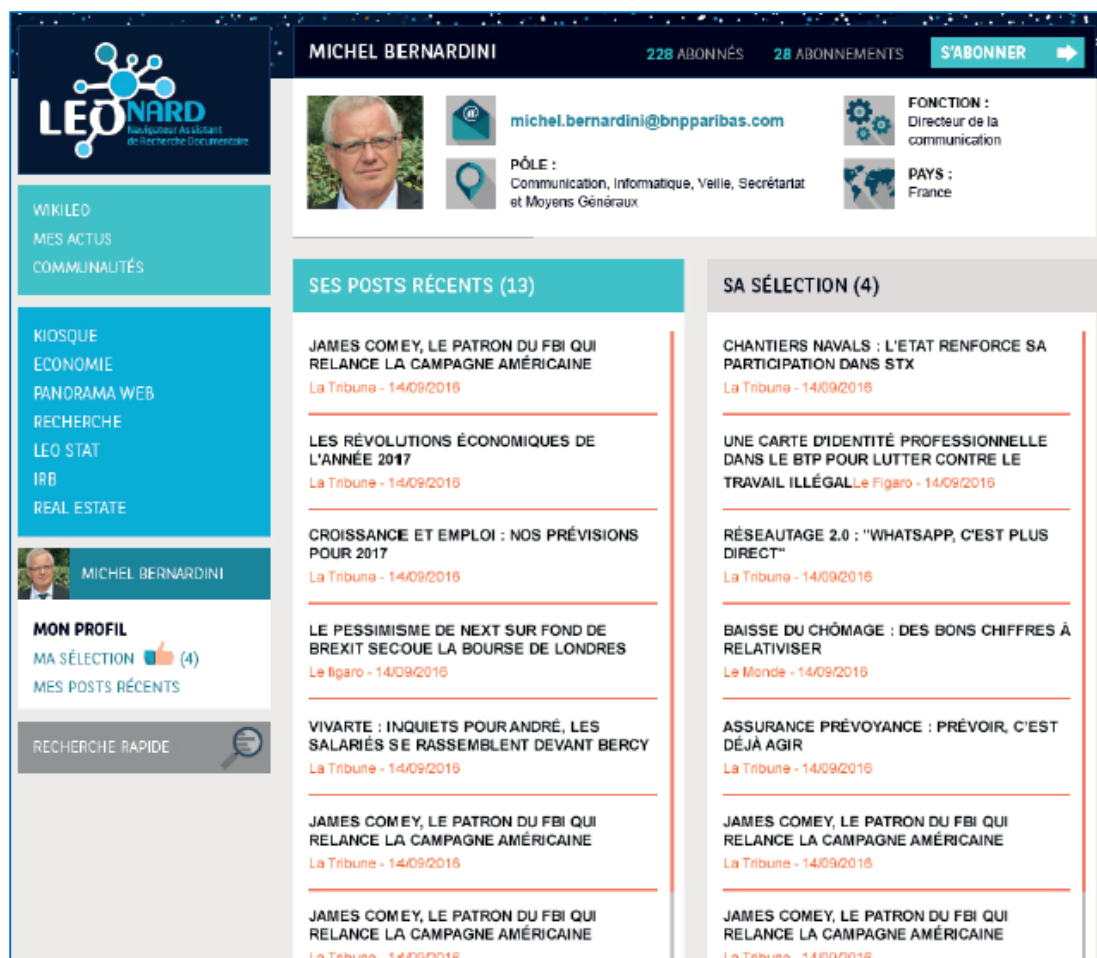 LEONARD
Navigateur Assistant
de Recherche Documentaire
MICHEL BERNARDINI
228 ABONNÉS
28 ABONNEMENTS
S'ABONNER
michel.bernardini@bnpparibas.com
PÔLE :
Communication, Informatique, Veille, Secrétariat
et Moyens Généraux
FONCTION :
Directeur de la
communication
PAYS :
France
WIKILEO
MES ACTUS
COMMUNAUTÉS
KIOSQUE
ECONOMIE
PANORAMA WEB
RECHERCHE
LEO STAT
IRB
REAL ESTATE
MICHEL BERNARDINI
MON PROFIL
MA SÉLECTION (4)
MES POSTS RÉCENTS
RECHERCHE RAPIDE
SES POSTS RÉCENTS (13)
JAMES COMEY, LE PATRON DU FBI QUI
RELANCE LA CAMPAGNE AMÉRICAINE
La Tribune - 14/09/2016
LES RÉVOLUTIONS ÉCONOMIQUES DE
L'ANNÉE 2017
La Tribune - 14/09/2016
CROISSANCE ET EMPLOI : NOS PRÉVISIONS
POUR 2017
La Tribune - 14/09/2016
LE PESSIMISME DE NEXT SUR FOND DE
BREXIT SECOUE LA BOURSE DE LONDRES
Le figaro - 14/09/2016
VIVARTE : INQUIETS POUR ANDRÉ, LES
SALARIÉS SE RASSEMBLENT DEVANT BERCY
La Tribune - 14/09/2016
JAMES COMEY, LE PATRON DU FBI QUI
RELANCE LA CAMPAGNE AMÉRICAINE
La Tribune - 14/09/2016
JAMES COMEY, LE PATRON DU FBI QUI
RELANCE LA CAMPAGNE AMÉRICAINE
La Tribune - 14/09/2016
SA SÉLECTION (4)
CHANTIERS NAVALS : L'ETAT RENFORCE SA
PARTICIPATION DANS STX
La Tribune - 14/09/2016
UNE CARTE D'IDENTITÉ PROFESSIONNELLE
DANS LE BTP POUR LUTTER CONTRE LE
TRAVAIL ILLÉGALLe Figaro - 14/09/2016
RÉSEAUTAGE 2.0 : "WHATSAPP, C'EST PLUS
DIRECT"
La Tribune - 14/09/2016
BAISSE DU CHÔMAGE : DES BONS CHIFFRES À
RELATIVISER
Le Monde - 14/09/2016
ASSURANCE PRÉVOYANCE : PRÉVOIR, C'EST
DÉJÀ AGIR
La Tribune - 14/09/2016
JAMES COMEY, LE PATRON DU FBI QUI
RELANCE LA CAMPAGNE AMÉRICAINE
La Tribune - 14/09/2016
JAMES COMEY, LE PATRON DU FBI QUI
RELANCE LA CAMPAGNE AMÉRICAINE
La Tribune - 14/09/2016